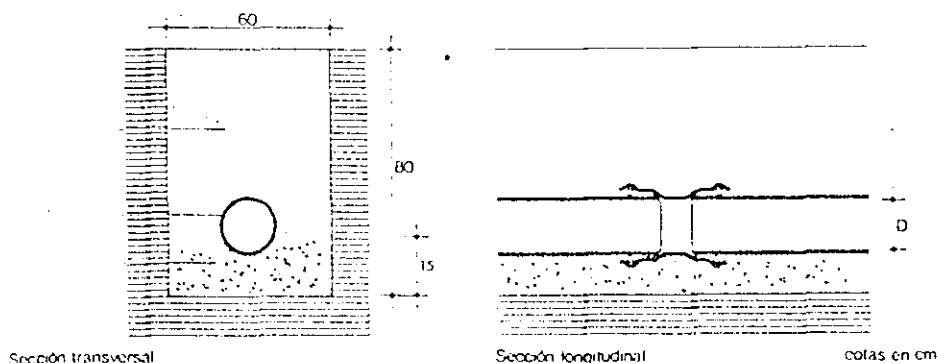 60
80
15
D
Sección transversal
Sección longitudinal
cotas en cm